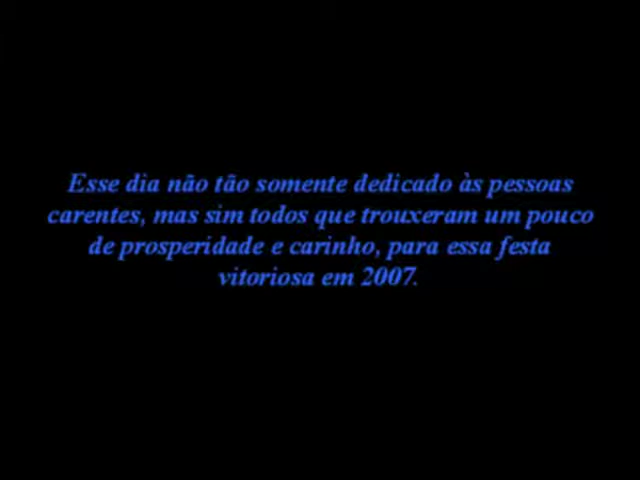 Esse dia não tão somente dedicado às pessoas
carentes, mas sim todos que trouxeram um pouco
de prosperidade e carinho, para essa festa
vitoriosa em 2007.